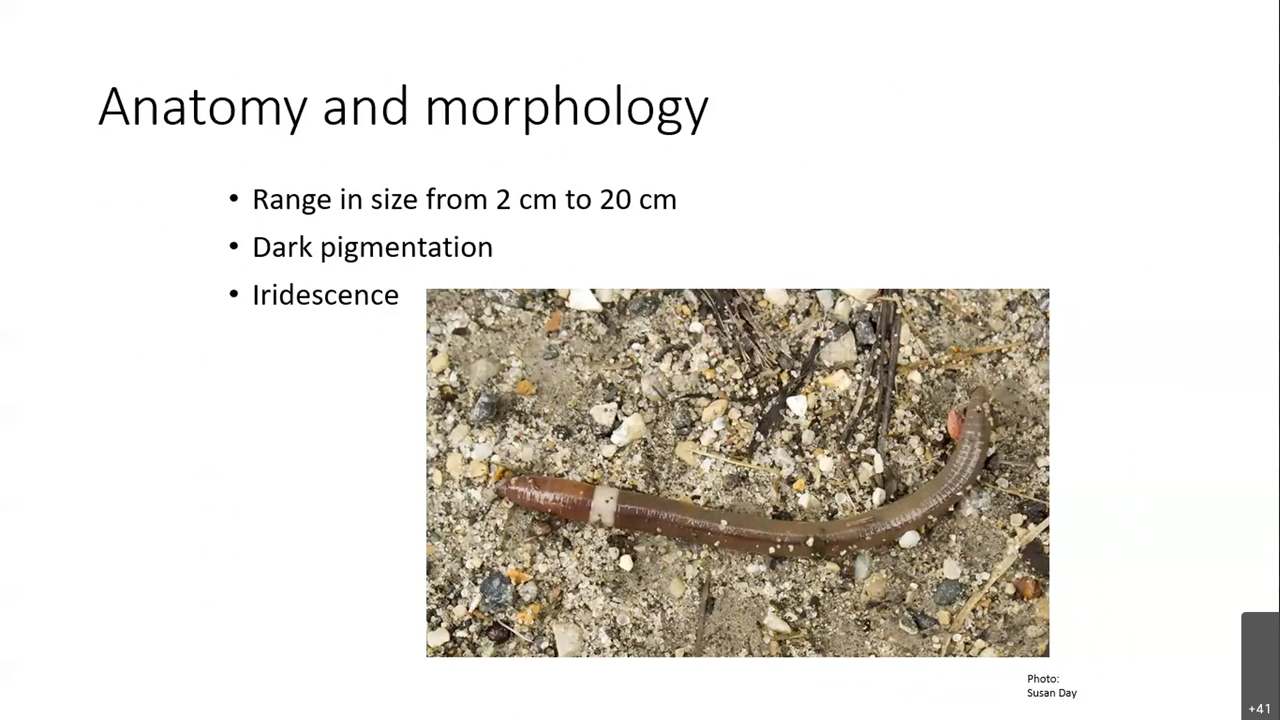 Anatomy and morphology
• Range in size from 2 cm to 20 cm
• Dark pigmentation
• Iridescence
Photo:
Susan Day
+41